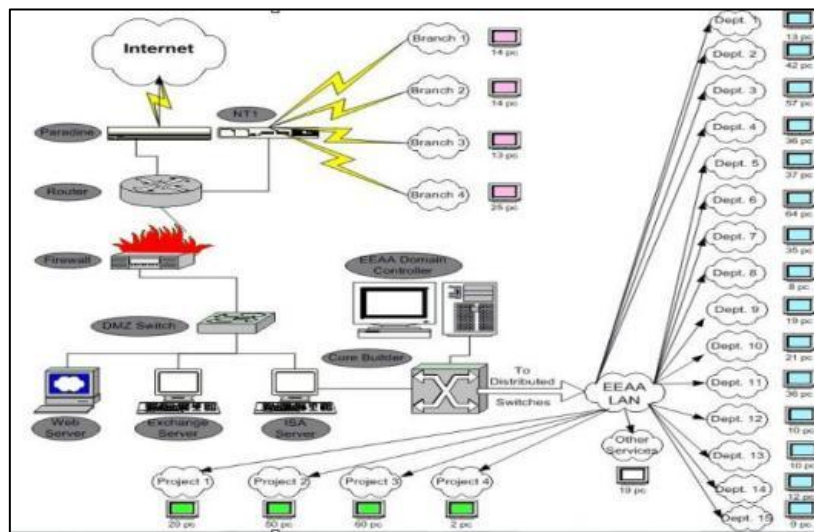 Internet
Branch 1
14 pc
Branch 2
14 pc
NT1
Paradine
Branch 3
13 pc
Branch 4
25 pc
Router
Firewall
EEAA Domain
Controller
DMZ Switch
Core Builder
To
Distributed
Switches
EEAA
LAN
Web
Server
Exchange
Server
ISA
Server
Other
Services
19 pc
Project 1
20 pc
Project 2
50 pc
Project 3
60 pc
Project 4
2 pc
Dept. 1
13 pc
Dept. 2
42 pc
Dept. 3
57 pc
Dept. 4
36 pc
Dept. 5
37 pc
Dept. 6
64 pc
Dept. 7
35 pc
Dept. 8
8 pc
Dept. 9
19 pc
Dept. 10
21 pc
Dept. 11
36 pc
Dept. 12
10 pc
Dept. 13
10 pc
Dept. 14
12 pc
Dept. 15
pc